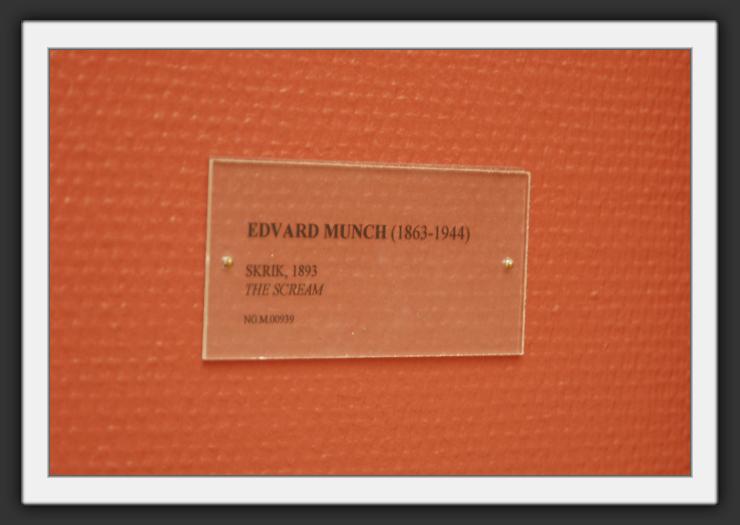 EDVARD MUNCH (1863-1944)
SKRIK, 1893
THE SCREAM
NG.M.00939